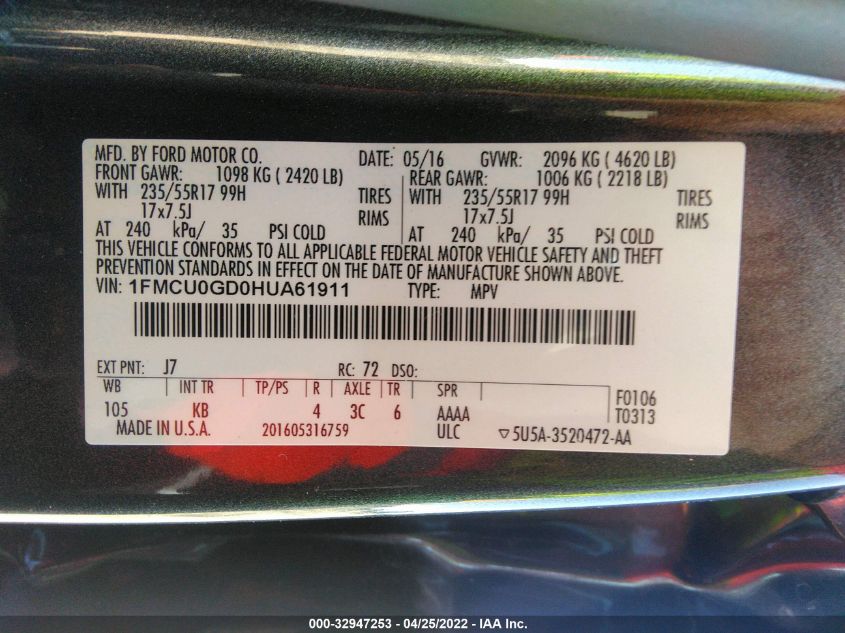 MFD. BY FORD MOTOR CO. DATE: 05/16 GVWR: 2096 KG ( 4620 LB)
FRONT GAWR: 1098 KG ( 2420 LB) REAR GAWR: 1006 KG ( 2218 LB)
WITH 235/55R17 99H TIRES WITH 235/55R17 99H TIRES
17x7.5J RIMS 17x7.5J RIMS
AT 240 kPa/ 35 PSI COLD AT 240 kPa/ 35 PSI COLD
THIS VEHICLE CONFORMS TO ALL APPLICABLE FEDERAL MOTOR VEHICLE SAFETY AND THEFT
PREVENTION STANDARDS IN EFFECT ON THE DATE OF MANUFACTURE SHOWN ABOVE.
VIN: 1FMCU0GD0HUA61911 TYPE: MPV
EXT PNT: J7 RC: 72 DSO:
WB INT TR TP/PS R AXLE TR SPR F0106
105 KB 4 3C 6 AAAA T0313
MADE IN U.S.A. 201605316759 ULC ▽5U5A-3520472-AA
000-32947253 - 04/25/2022 - IAA Inc.